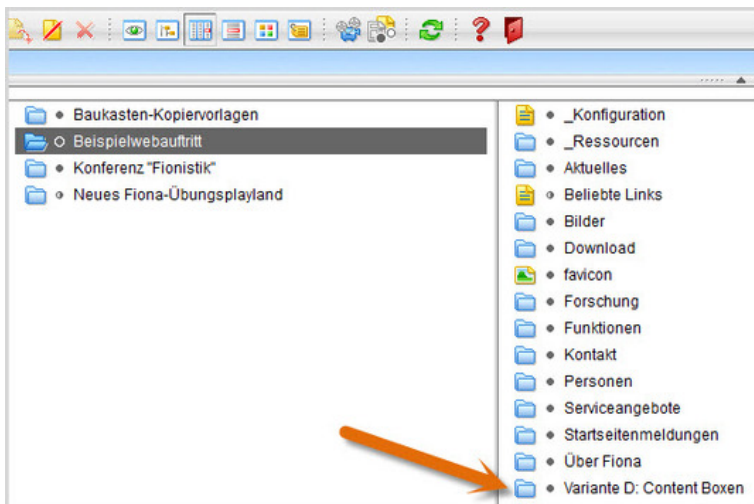 Baukasten-Kopiervorlagen
Beispielwebauftritt
Konferenz "Fionistik"
Neues Fiona-Übungsplayland
_Konfiguration
_Ressourcen
Aktuelles
Beliebte Links
Bilder
Download
favicon
Forschung
Funktionen
Kontakt
Personen
Serviceangebote
Startseitenmeldungen
Über Fiona
Variante D: Content Boxen